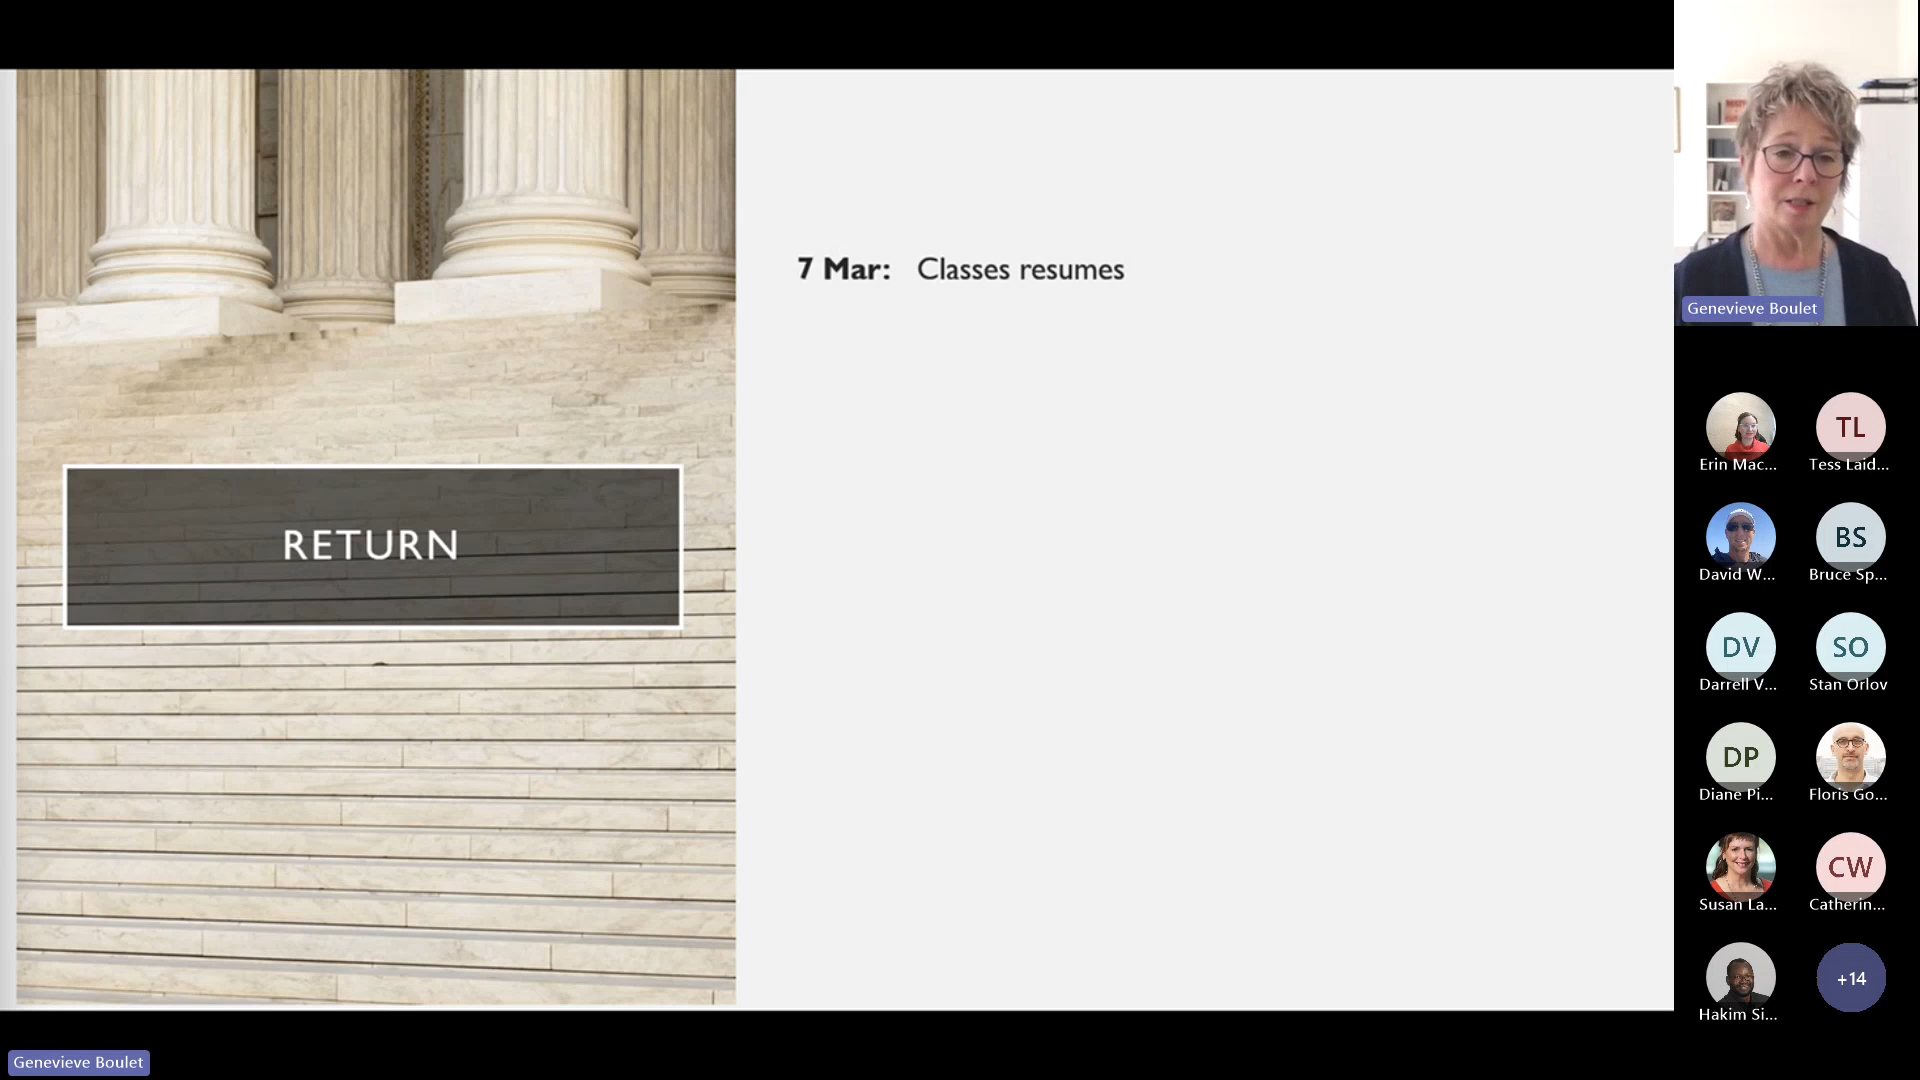 7 Mar: Classes resumes
RETURN
Genevieve Boulet
Erin Mac...
TL
Tess Laid...
David W...
BS
Bruce Sp...
DV
Darrell V...
SO
Stan Orlov
DP
Diane Pi...
Floris Go...
Susan La...
CW
Catherin...
Hakim Si...
+14
Genevieve Boulet